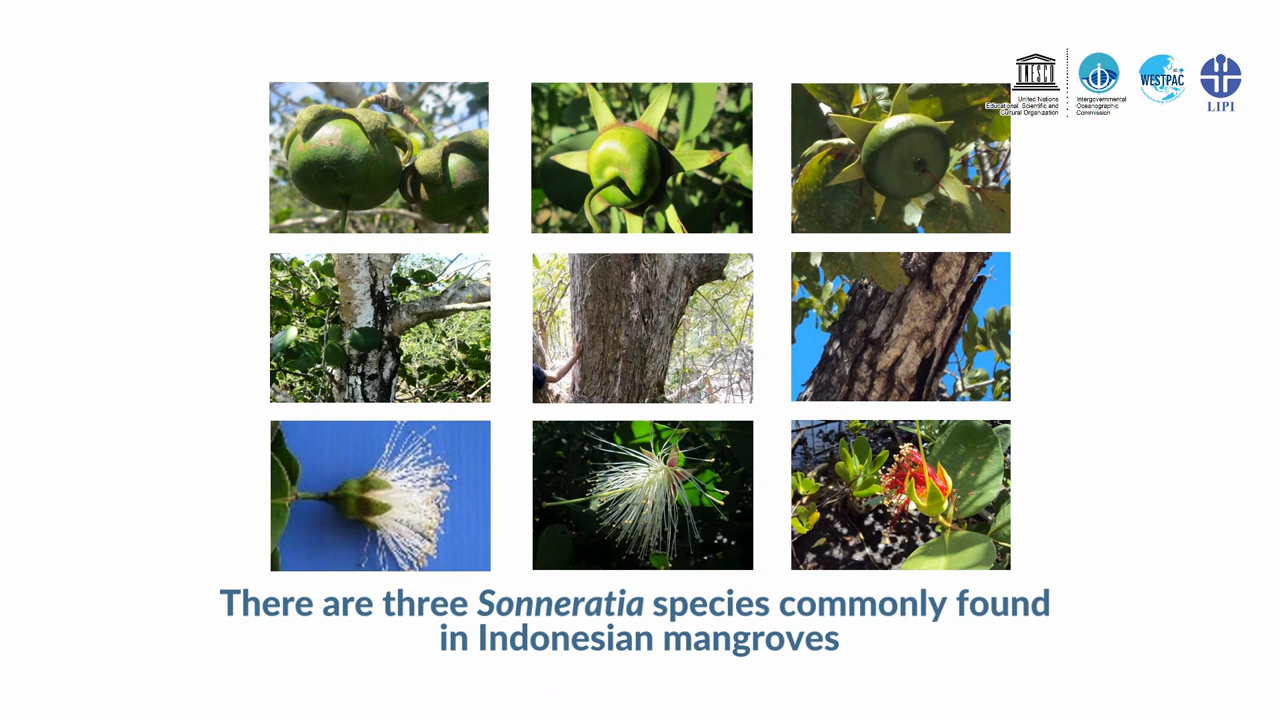 UNESCO
United Nations
Educational, Scientific and
Cultural Organization
Intergovernmental
Oceanographic
Commission
WESTPAC
LIPI
There are three Sonneratia species commonly found
in Indonesian mangroves